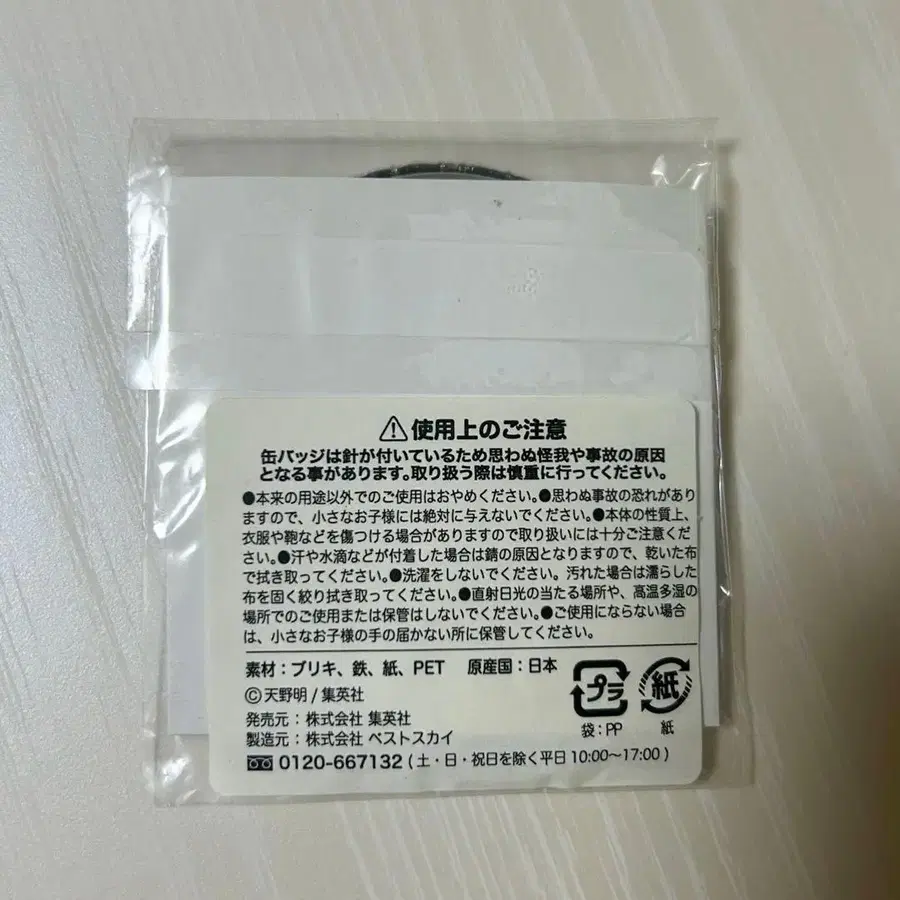 ⚠使用上のご注意
缶バッジは針が付いているため思わぬ怪我や事故の原因
となる事があります。取り扱う際は慎重に行ってください。
●本来の用途以外でのご使用はおやめください。●思わぬ事故の恐れがあり
ますので、小さなお子様には絶対に与えないでください。●本体の性質上、
衣服や鞄などを傷つける場合がありますので取り扱いには十分ご注意くだ
さい。●汗や水滴などが付着した場合は錆の原因となりますので、乾いた布
で拭き取ってください。●洗濯をしないでください。汚れた場合は濡らした
布を固く絞り拭き取ってください。●直射日光の当たる場所や、高温多湿の
場所でのご使用または保管はしないでください。●ご使用にならない場合
は、小さなお子様の手の届かない所に保管してください。
素材：ブリキ、鉄、紙、PET 原産国：日本
©天野明/集英社
発売元：株式会社 集英社
製造元：株式会社 ベストスカイ
0120-667132(土・日・祝日を除く平日 10:00〜17:00)
プラ
袋：PP
紙
紙